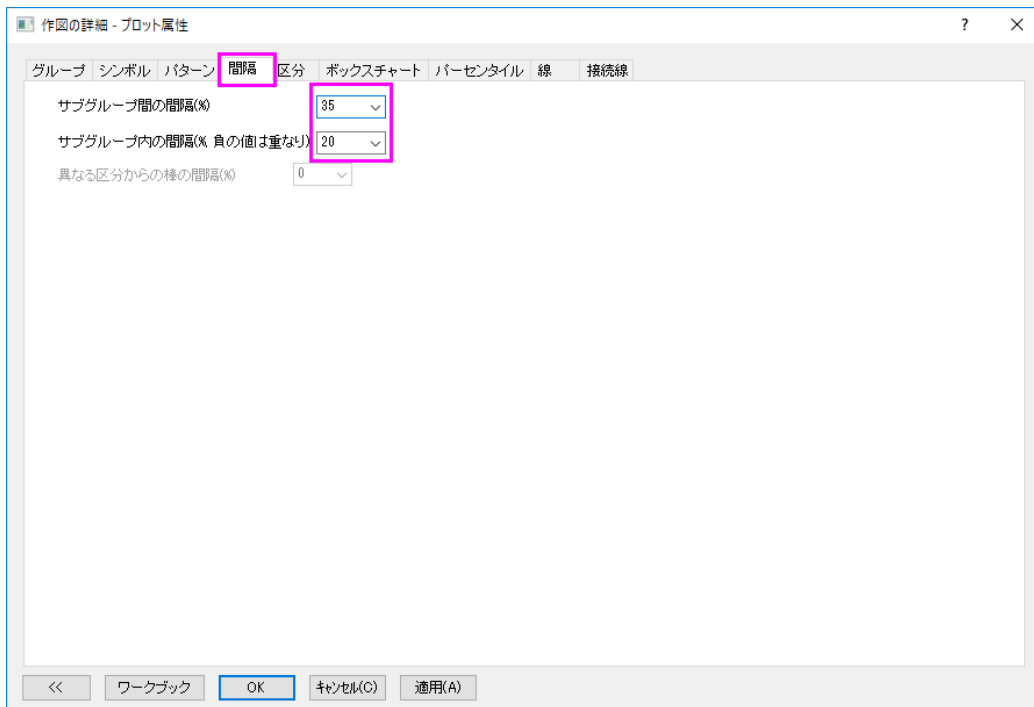 作図の詳細 - プロット属性
グループ シンボル パターン 間隔 区分 ボックスチャート パーセンタイル 線 接続線
サブグループ間の間隔(%) 35
サブグループ内の間隔(% 負の値は重なり) 20
異なる区分からの棒の間隔(%) 0
<< ワークブック OK キャンセル(C) 適用(A)